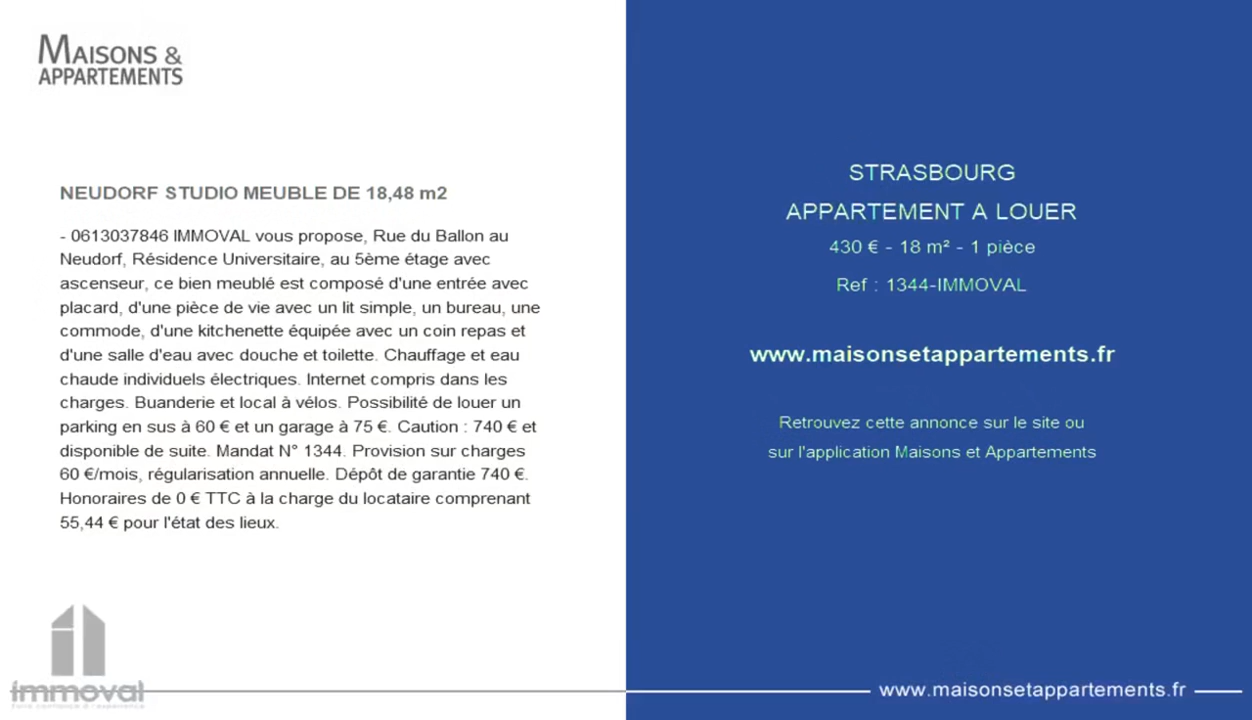 MAISONS &
APPARTEMENTS
NEUDORF STUDIO MEUBLE DE 18,48 m2
- 0613037846 IMMOVAL vous propose, Rue du Ballon au
Neudorf, Résidence Universitaire, au 5ème étage avec
ascenseur, ce bien meublé est composé d'une entrée avec
placard, d'une pièce de vie avec un lit simple, un bureau, une
commode, d'une kitchenette équipée avec un coin repas et
d'une salle d'eau avec douche et toilette. Chauffage et eau
chaude individuels électriques. Internet compris dans les
charges. Buanderie et local à vélos. Possibilité de louer un
parking en sus à 60 € et un garage à 75 €. Caution : 740 € et
disponible de suite. Mandat N° 1344. Provision sur charges
60 €/mois, régularisation annuelle. Dépôt de garantie 740 €.
Honoraires de 0 € TTC à la charge du locataire comprenant
55,44 € pour l'état des lieux.
immoval
STRASBOURG
APPARTEMENT A LOUER
430 € - 18 m² - 1 pièce
Ref : 1344-IMMOVAL
www.maisonsetappartements.fr
Retrouvez cette annonce sur le site ou
sur l'application Maisons et Appartements
www.maisonsetappartements.fr